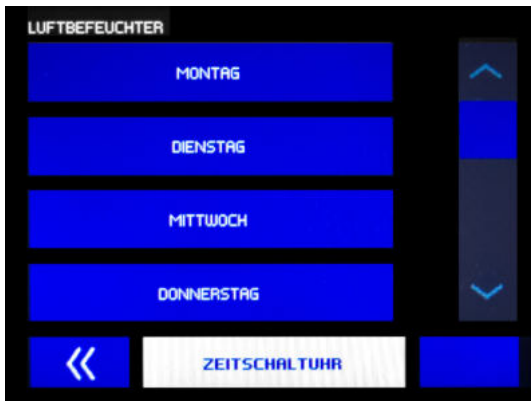 LUFTBEFEUCHTER
MONTAG
DIENSTAG
MITTWOCH
DONNERSTAG
ZEITSCHALTUHR